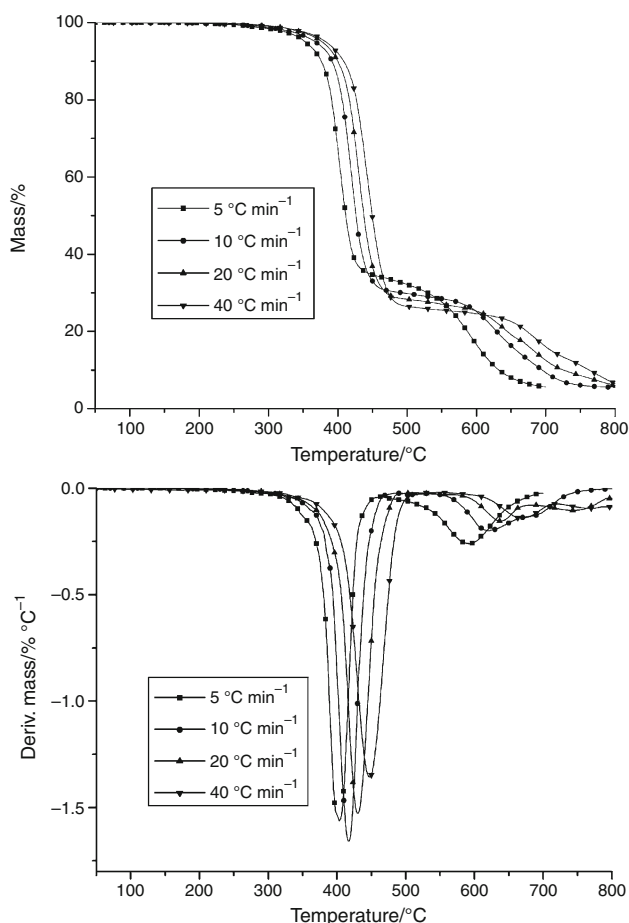 100
80
60
40
20
0
Mass/%
5 °C min⁻¹
10 °C min⁻¹
20 °C min⁻¹
40 °C min⁻¹
100 200 300 400 500 600 700 800
Temperature/°C
0.0
−0.5
−1.0
−1.5
Deriv. mass/% °C⁻¹
5 °C min⁻¹
10 °C min⁻¹
20 °C min⁻¹
40 °C min⁻¹
100 200 300 400 500 600 700 800
Temperature/°C